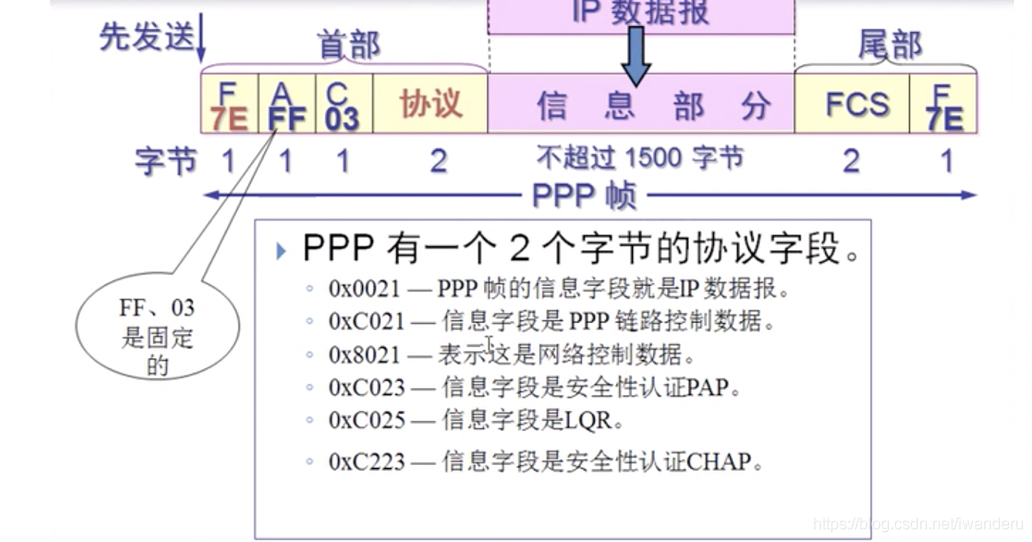 IP 数据报
先发送
首部
尾部
F
7E
A
FF
C
03
协议
信息部分
FCS
F
7E
字节 1 1 1 2 不超过 1500 字节 2 1
PPP 帧
FF、03
是固定
的
PPP 有一个 2 个字节的协议字段。
0x0021 — PPP 帧的信息字段就是IP 数据报。
0xC021 — 信息字段是 PPP 链路控制数据。
0x8021 — 表示这是网络控制数据。
0xC023 — 信息字段是安全性认证PAP。
0xC025 — 信息字段是LQR。
0xC223 — 信息字段是安全性认证CHAP。
https://blog.csdn.net/iwanderu